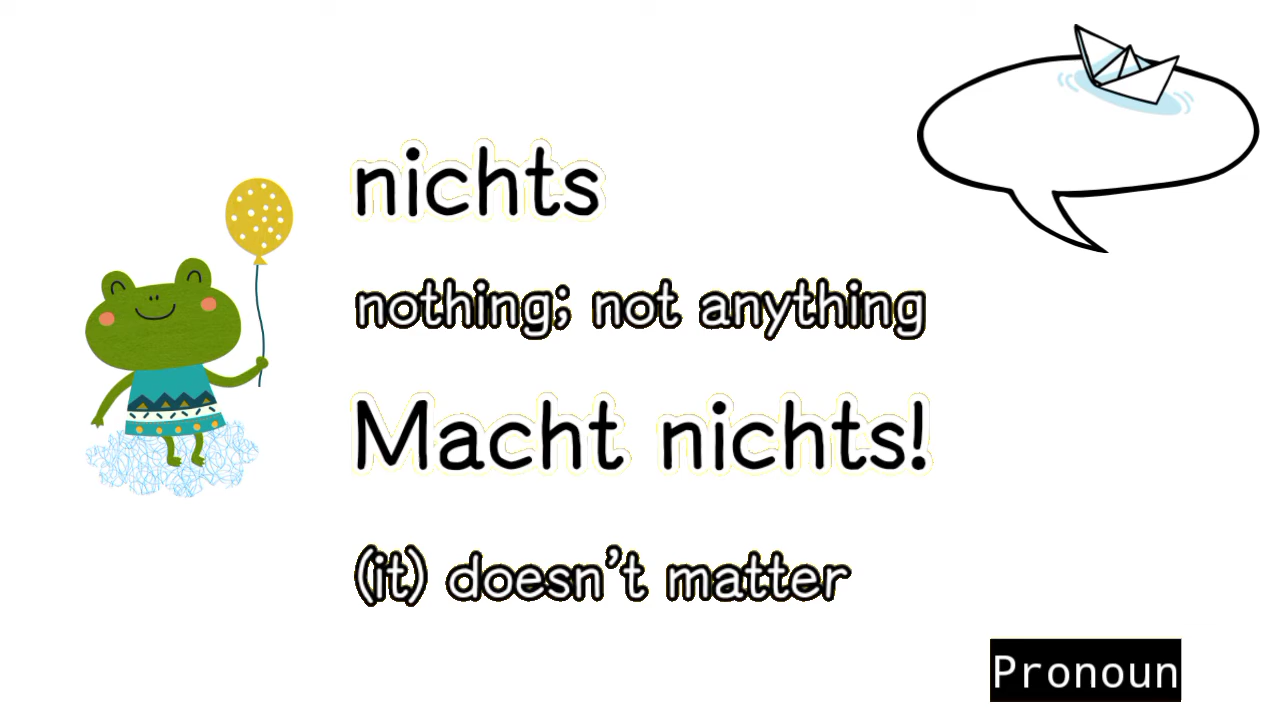 nichts
nothing; not anything
Macht nichts!
(it) doesn’t matter
Pronoun